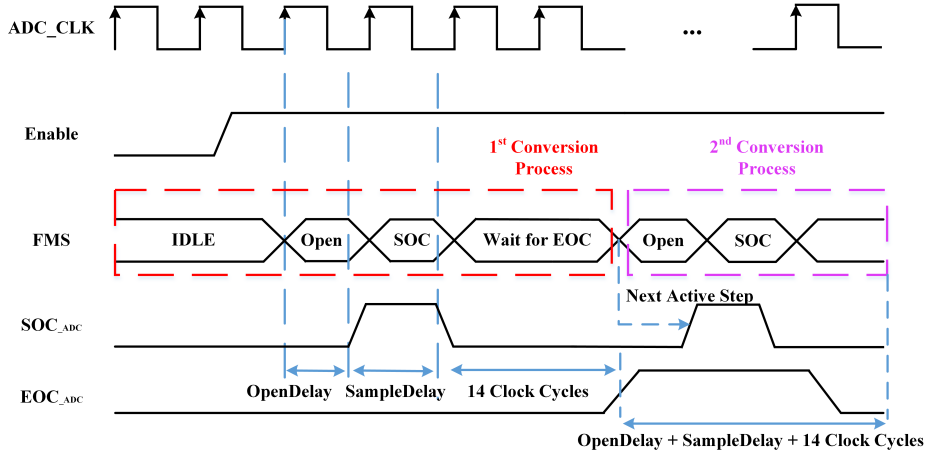 ADC_CLK
...
Enable
1st Conversion
Process
2nd Conversion
Process
FMS
IDLE
Open
SOC
Wait for EOC
Open
SOC
Next Active Step
SOC_ADC
OpenDelay
SampleDelay
14 Clock Cycles
EOC_ADC
OpenDelay + SampleDelay + 14 Clock Cycles